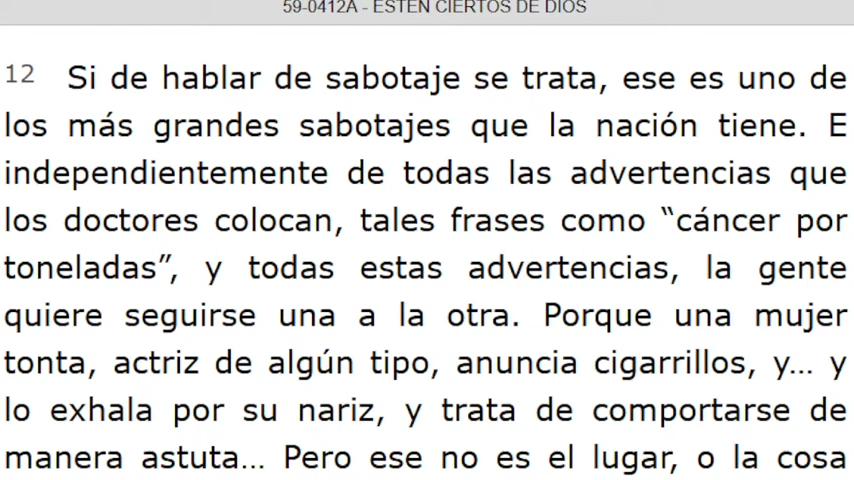 59-0412A - ESTÉN CIERTOS DE DIOS
12 Si de hablar de sabotaje se trata, ese es uno de
los más grandes sabotajes que la nación tiene. E
independientemente de todas las advertencias que
los doctores colocan, tales frases como “cáncer por
toneladas”, y todas estas advertencias, la gente
quiere seguirse una a la otra. Porque una mujer
tonta, actriz de algún tipo, anuncia cigarrillos, y… y
lo exhala por su nariz, y trata de comportarse de
manera astuta… Pero ese no es el lugar, o la cosa